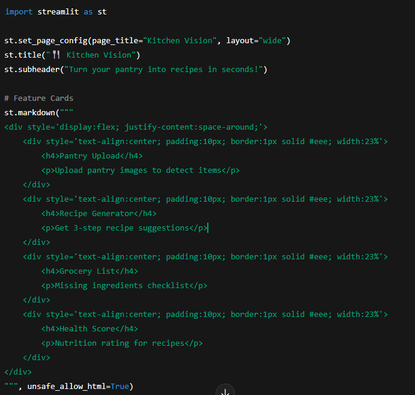 import streamlit as st
st.set_page_config(page_title="Kitchen Vision", layout="wide")
st.title("🍴 Kitchen Vision")
st.subheader("Turn your pantry into recipes in seconds!")
# Feature Cards
st.markdown("""
<div style='display:flex; justify-content:space-around;'>
    <div style='text-align:center; padding:10px; border:1px solid #eee; width:23%'>
        <h4>Pantry Upload</h4>
        <p>Upload pantry images to detect items</p>
    </div>
    <div style='text-align:center; padding:10px; border:1px solid #eee; width:23%'>
        <h4>Recipe Generator</h4>
        <p>Get 3-step recipe suggestions</p>
    </div>
    <div style='text-align:center; padding:10px; border:1px solid #eee; width:23%'>
        <h4>Grocery List</h4>
        <p>Missing ingredients checklist</p>
    </div>
    <div style='text-align:center; padding:10px; border:1px solid #eee; width:23%'>
        <h4>Health Score</h4>
        <p>Nutrition rating for recipes</p>
    </div>
</div>
""", unsafe_allow_html=True)